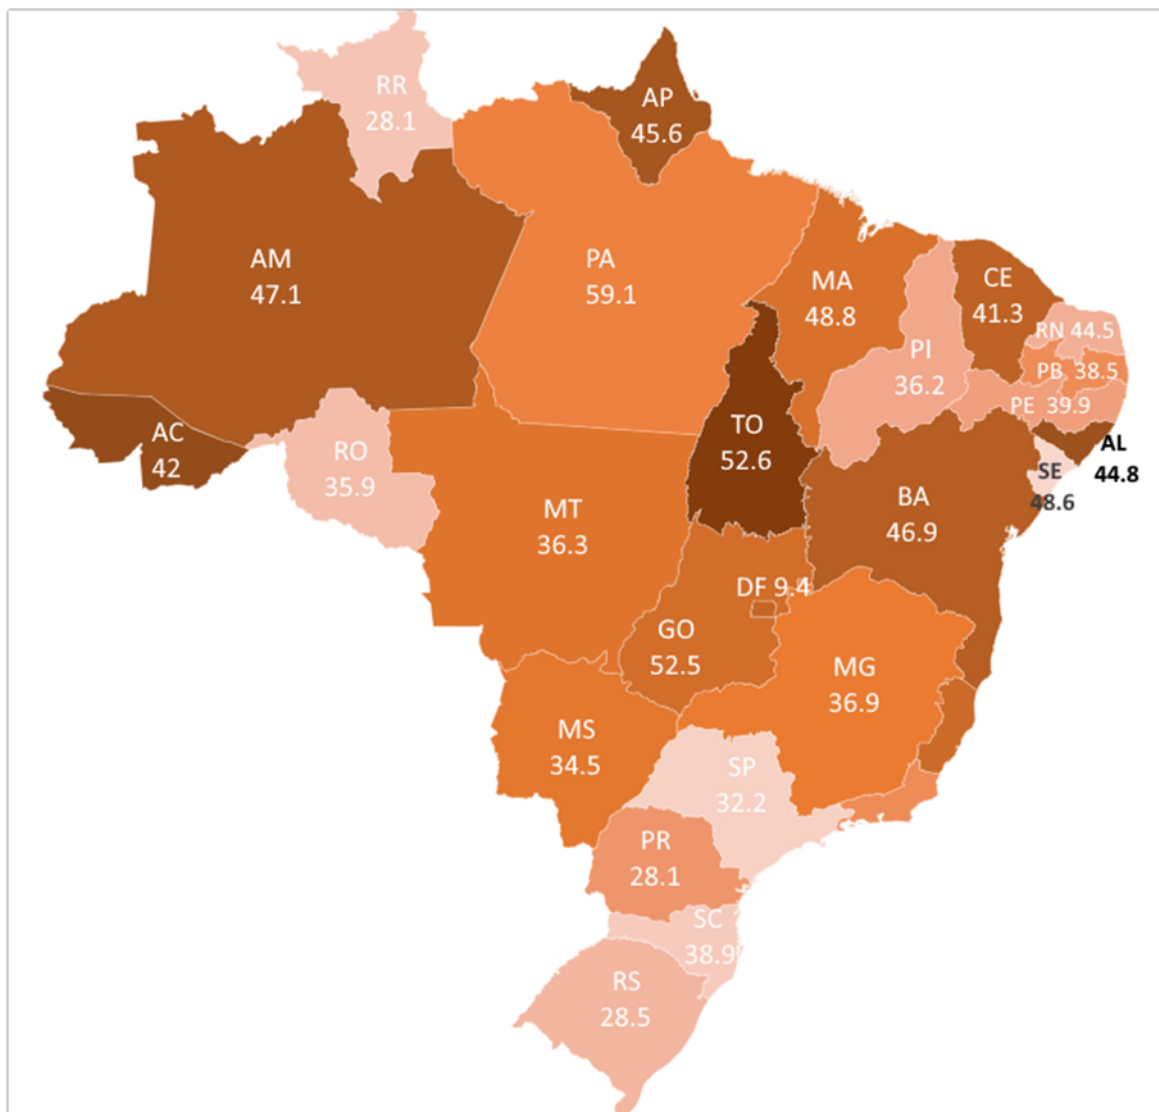 RR
28.1
AP
45.6
AM
47.1
PA
59.1
MA
48.8
CE
41.3
RN 44.5
PI
36.2
PB 38.5
PE 39.9
AC
42
RO
35.9
TO
52.6
AL
44.8
SE
48.6
BA
46.9
MT
36.3
DF 9.4
GO
52.5
MG
36.9
MS
34.5
SP
32.2
PR
28.1
SC
38.9
RS
28.5